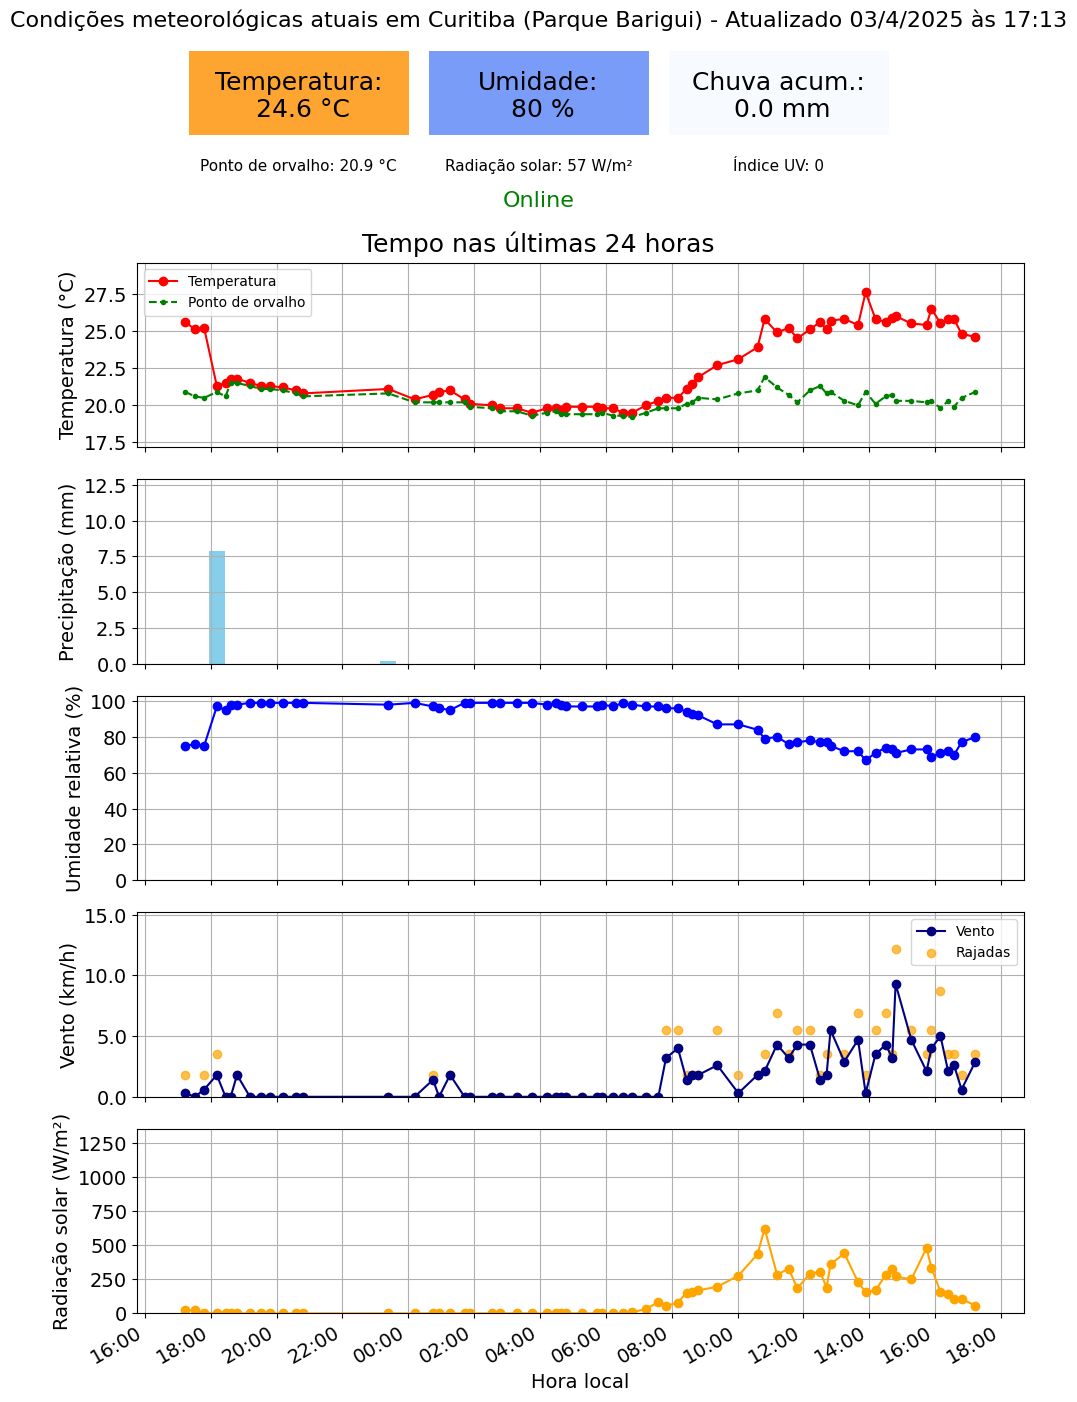 Condições meteorológicas atuais em Curitiba (Parque Barigui) - Atualizado 03/4/2025 às 17:13
Temperatura:
24.6 °C
Umidade:
80 %
Chuva acum.:
0.0 mm
Ponto de orvalho: 20.9 °C
Radiação solar: 57 W/m²
Índice UV: 0
Online
Tempo nas últimas 24 horas
Temperatura (°C)
27.5
25.0
22.5
20.0
17.5
Temperatura
Ponto de orvalho
Precipitação (mm)
12.5
10.0
7.5
5.0
2.5
0.0
Umidade relativa (%)
100
80
60
40
20
0
Vento (km/h)
15.0
10.0
5.0
0.0
Vento
Rajadas
Radiação solar (W/m²)
1250
1000
750
500
250
0
16:00
18:00
20:00
22:00
00:00
02:00
04:00
06:00
08:00
10:00
12:00
14:00
16:00
18:00
Hora local